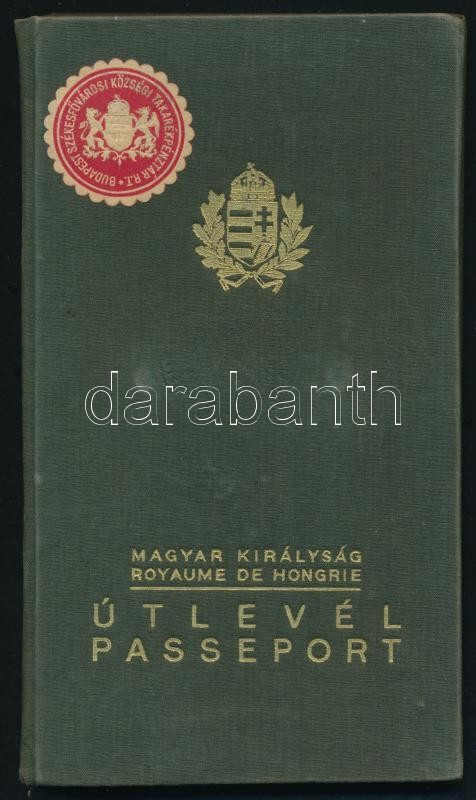 BUDAPEST SZÉKESFŐVÁROSI KÖZSÉGI TAKARÉKPÉNZTÁR R.T.
darabanth
MAGYAR KIRÁLYSÁG
ROYAUME DE HONGRIE
ÚTLEVÉL
PASSEPORT